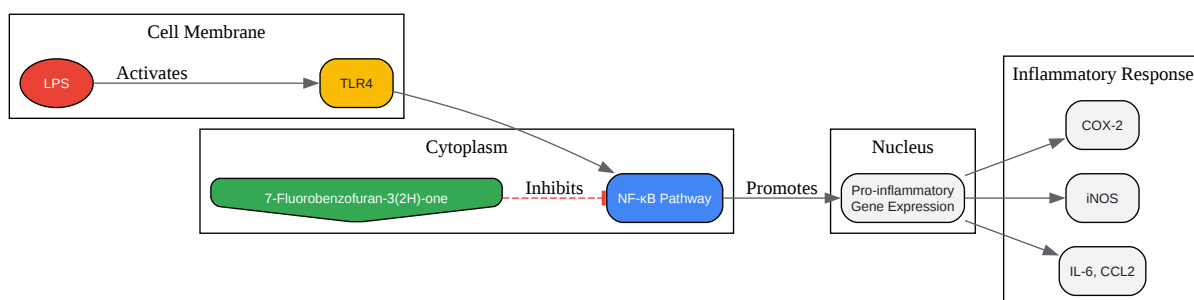 Cell Membrane
LPS
Activates
TLR4
Cytoplasm
7-Fluorobenzofuran-3(2H)-one
Inhibits
NF-κB Pathway
Promotes
Nucleus
Pro-inflammatory
Gene Expression
Inflammatory Response
COX-2
iNOS
IL-6, CCL2